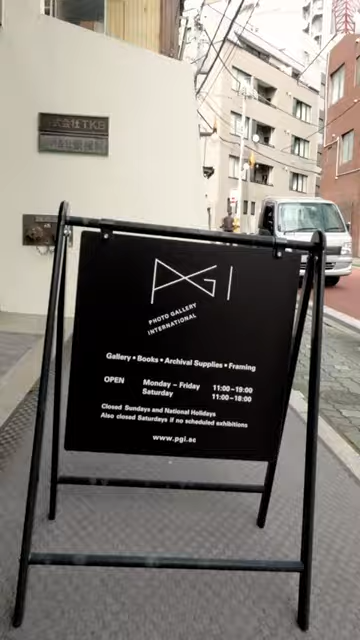 株式会社TKB
PGI
PHOTO GALLERY
INTERNATIONAL
Gallery • Books • Archival Supplies • Framing
OPEN Monday – Friday 11:00–19:00
Saturday 11:00–18:00
Closed Sundays and National Holidays
Also closed Saturdays if no scheduled exhibitions
www.pgi.ac